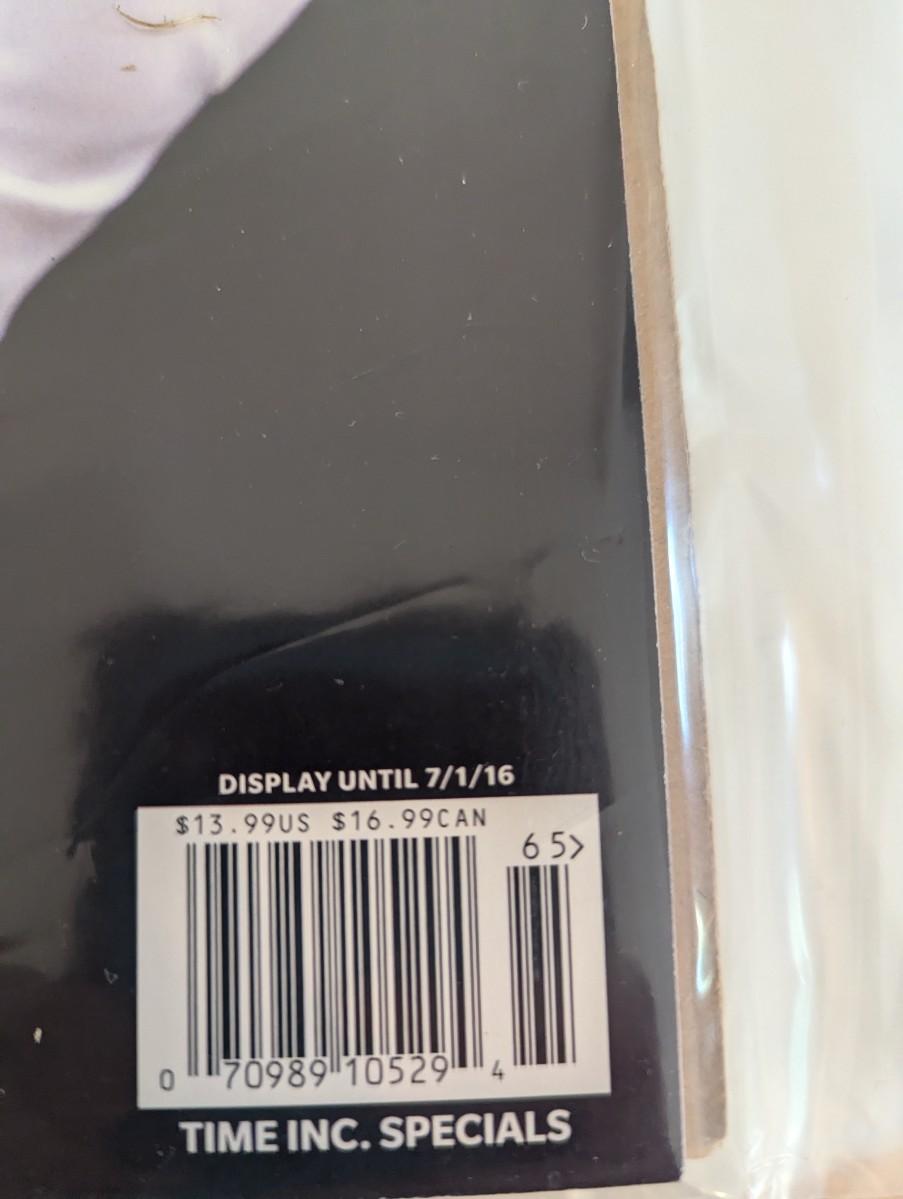 DISPLAY UNTIL 7/1/16
$13.99US $16.99CAN
65>
0 70989 10529 4
TIME INC. SPECIALS